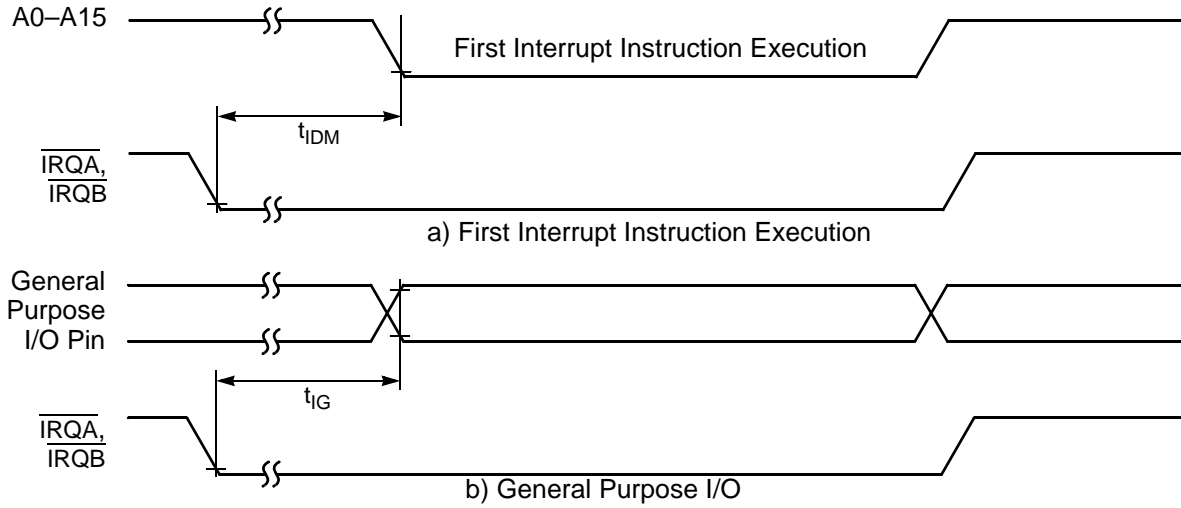 A0–A15
First Interrupt Instruction Execution
tIDM
IRQA,
IRQB
a) First Interrupt Instruction Execution
General
Purpose
I/O Pin
tIG
IRQA,
IRQB
b) General Purpose I/O